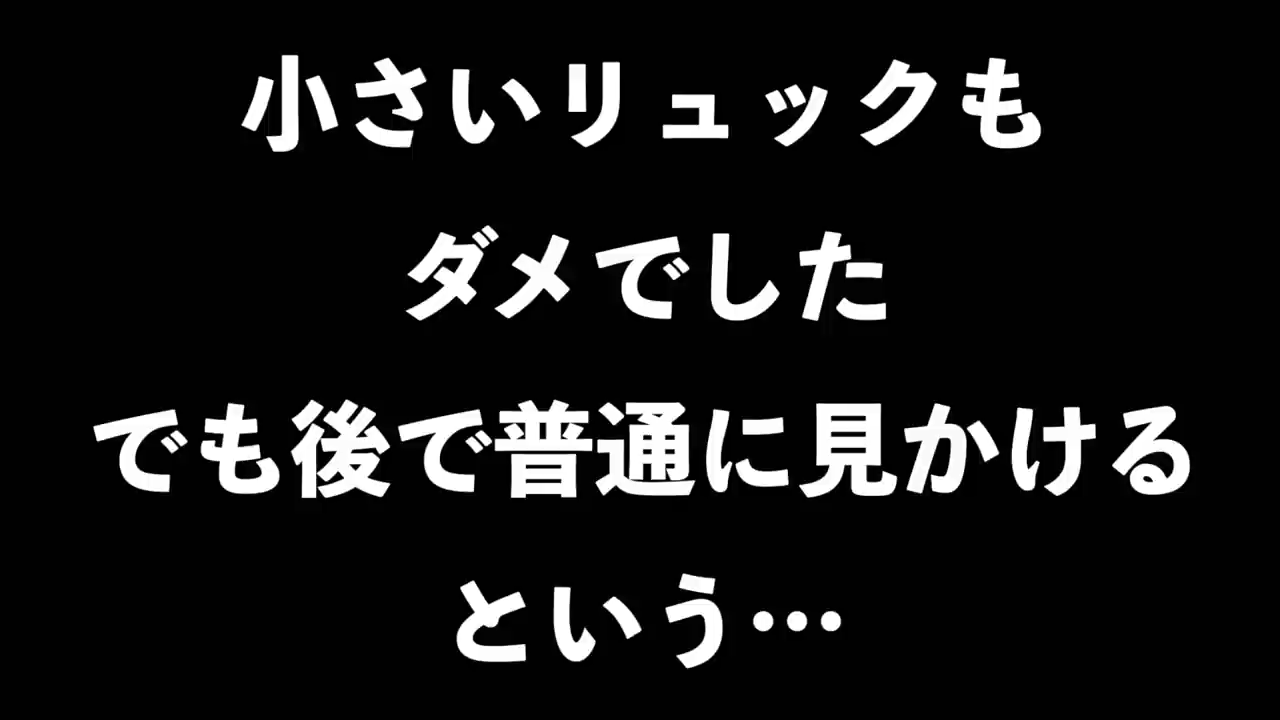 小さいリュックも
ダメでした
でも後で普通に見かける
という…